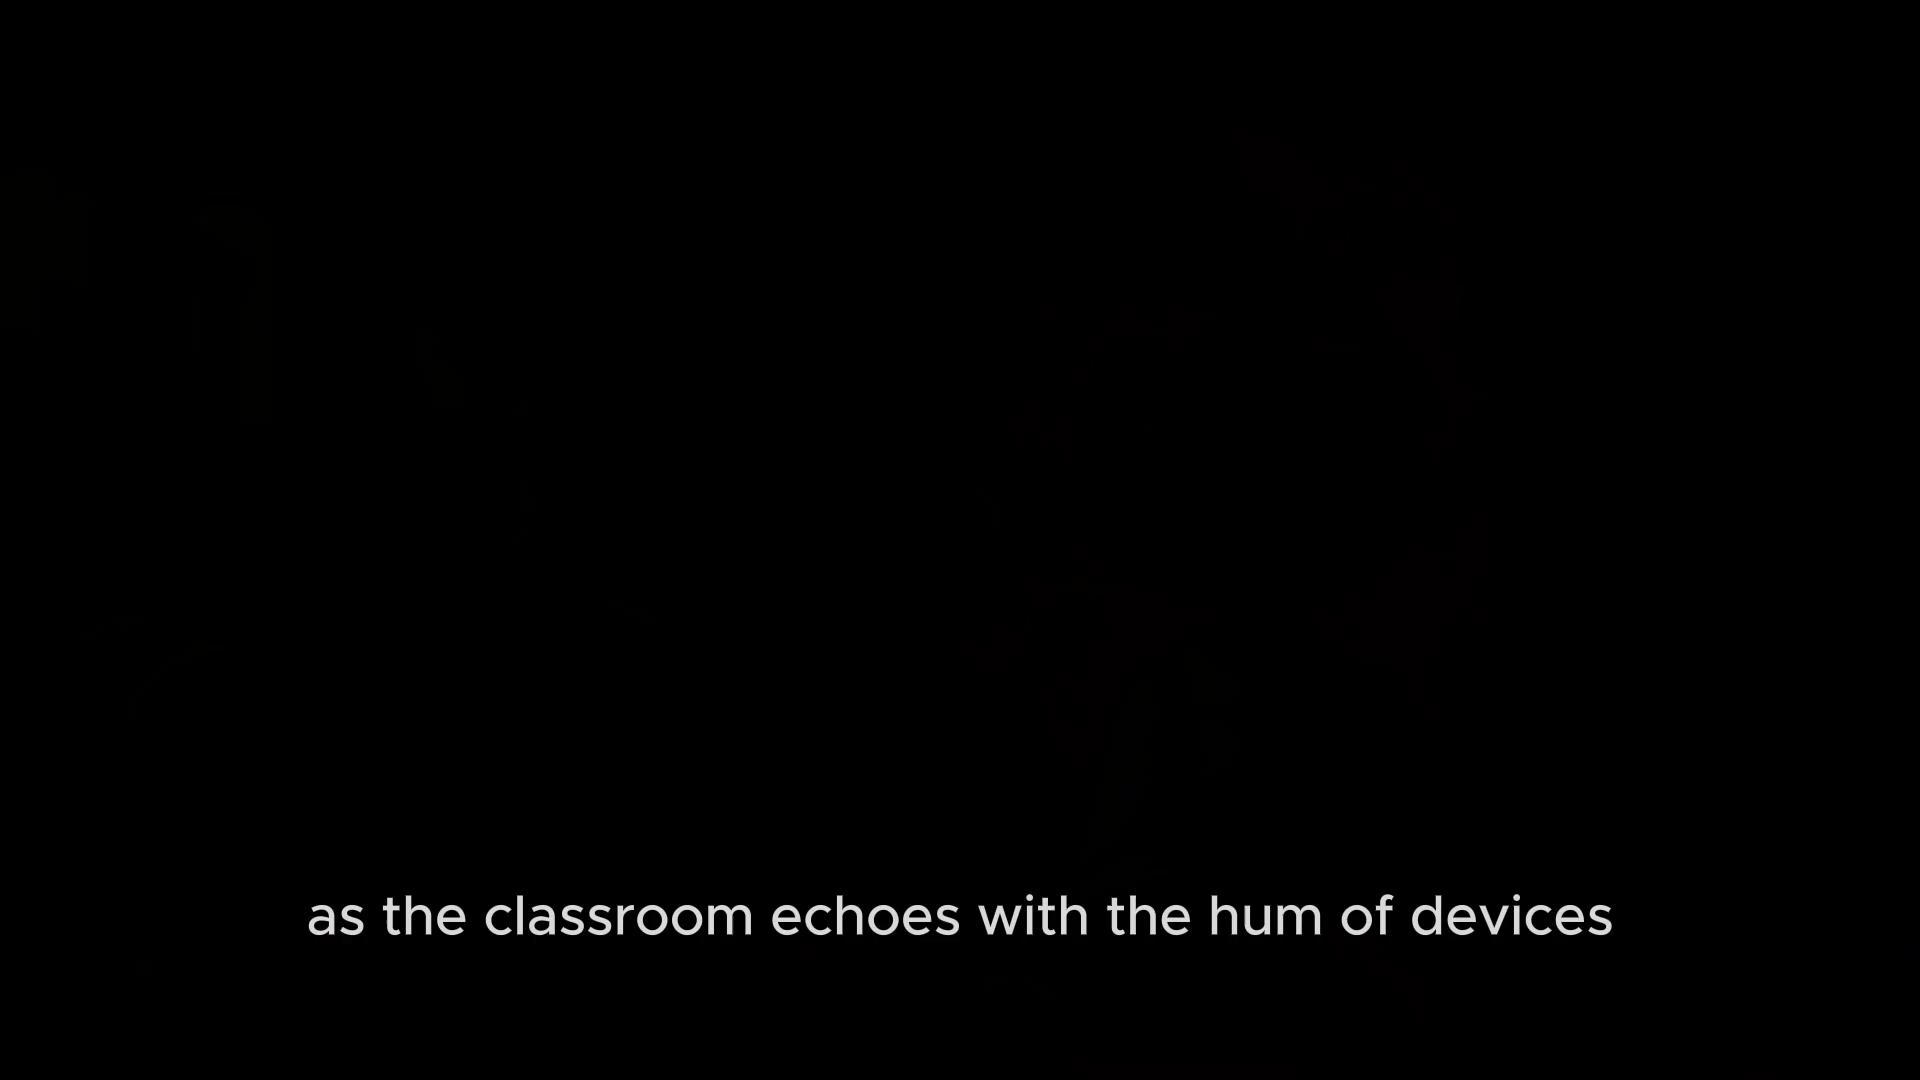 as the classroom echoes with the hum of devices